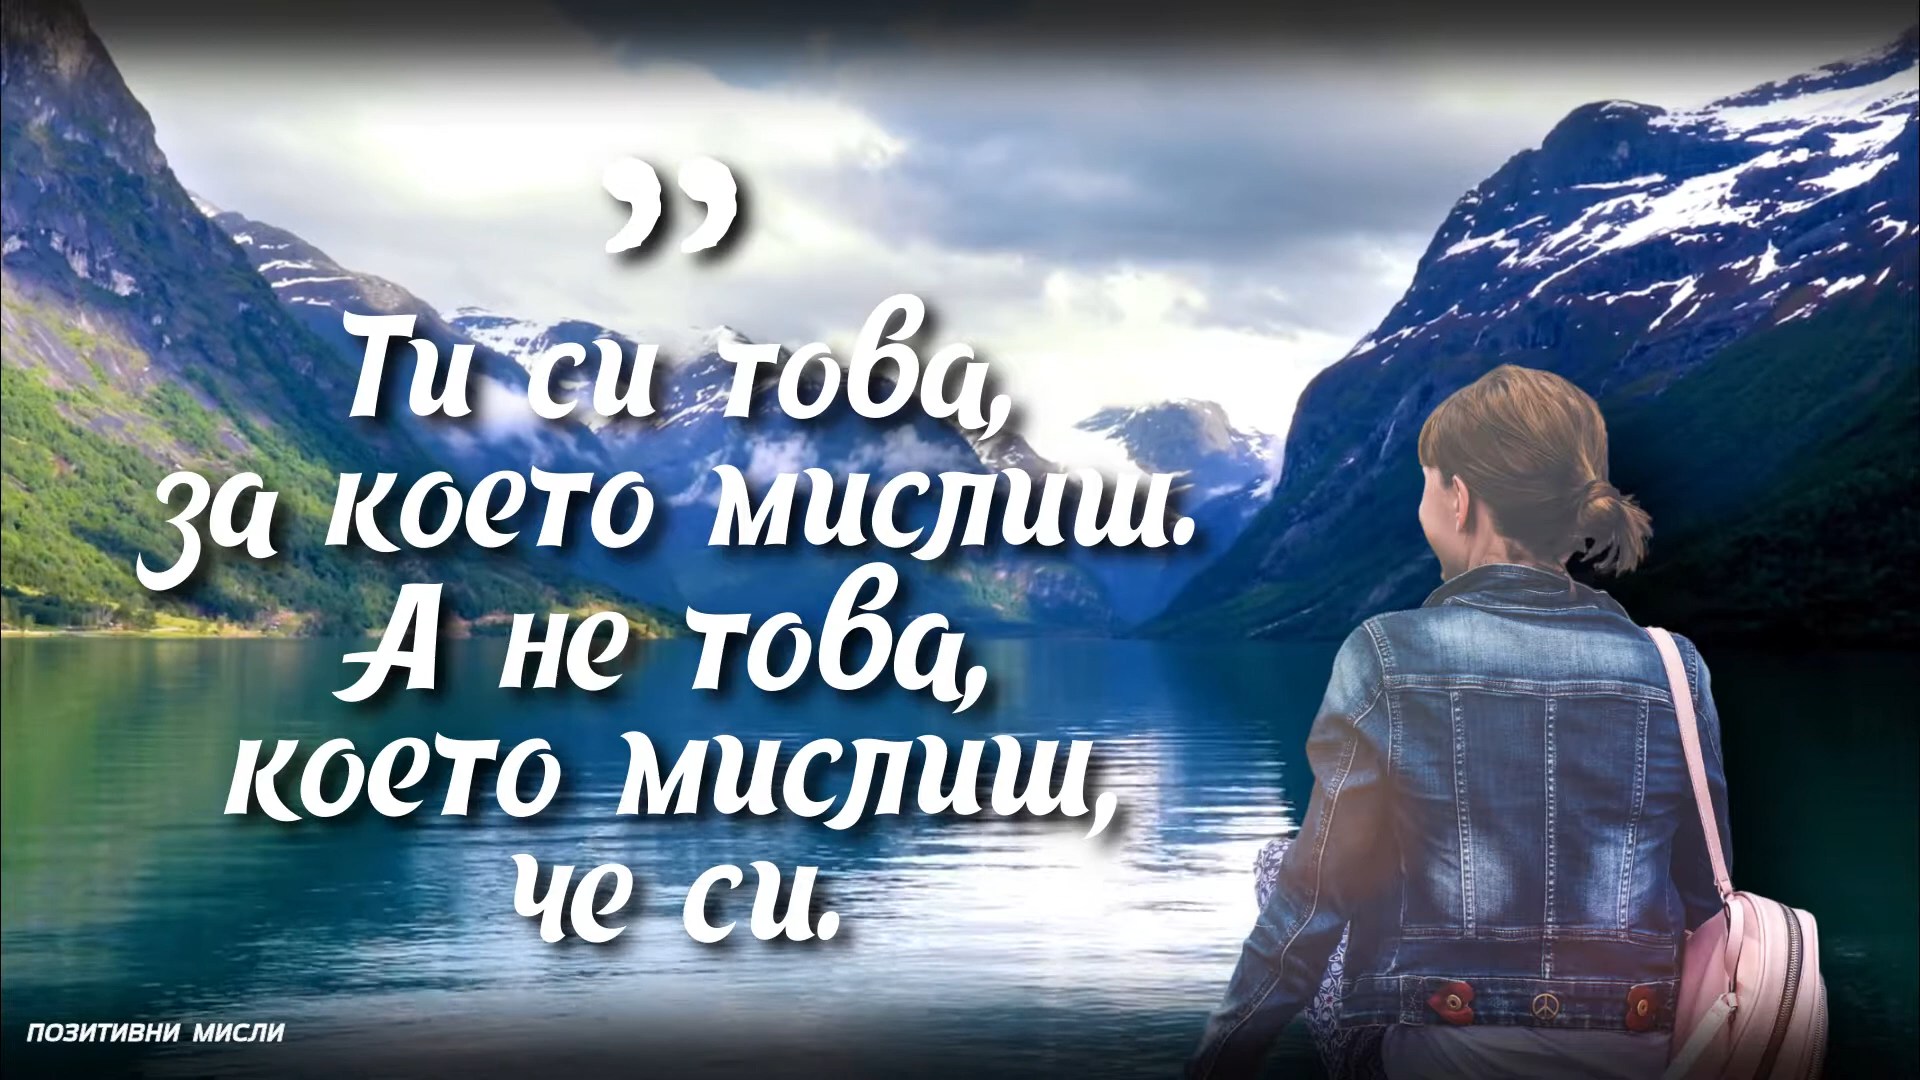 ”
Ти си това,
за което мислиш.
А не това,
което мислиш,
че си.
ПОЗИТИВНИ МИСЛИ